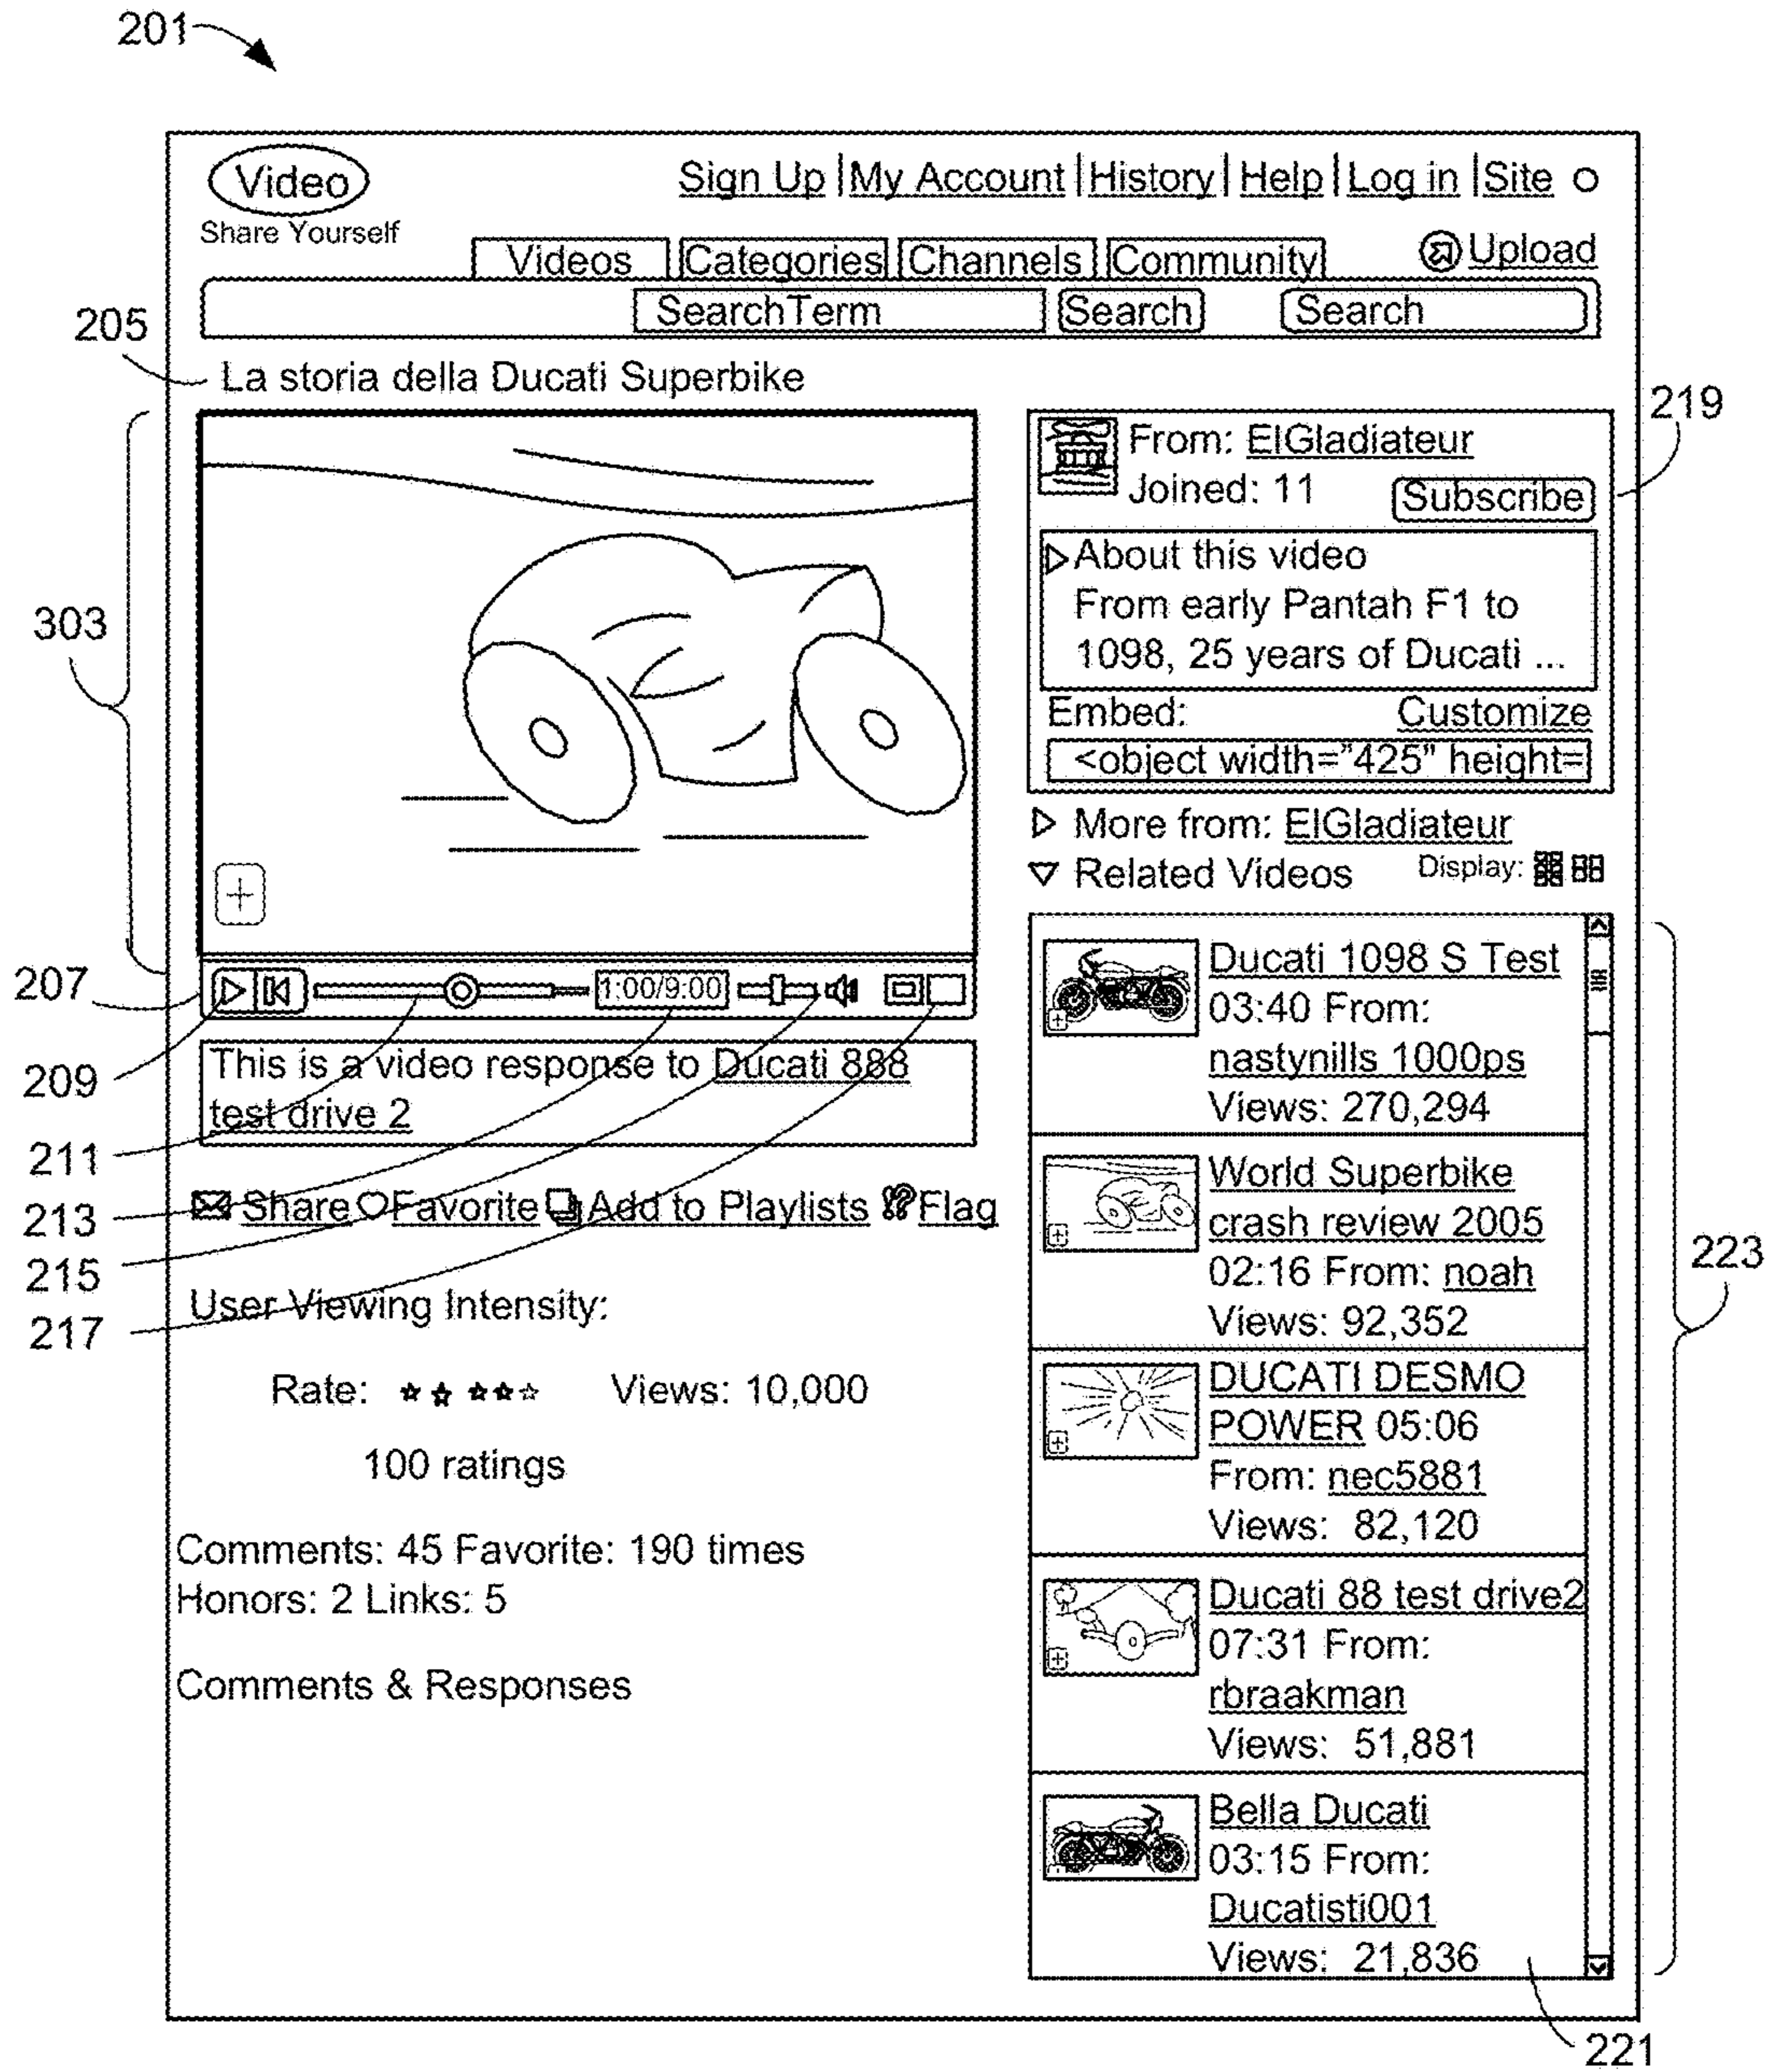 201
Video
Share Yourself
Sign Up | My Account | History | Help | Log in | Site
Videos Categories Channels Community Upload
SearchTerm Search Search
205
La storia della Ducati Superbike
303
219
From: ElGladiateur
Joined: 11 Subscribe
About this video
From early Pantah F1 to
1098, 25 years of Ducati ...
Embed: Customize
<object width="425" height=
More from: ElGladiateur
Related Videos Display:
207
1:00/9:00
209
This is a video response to Ducati 888
test drive 2
211
213
Share Favorite Add to Playlists Flag
215
User Viewing Intensity:
217
Rate: Views: 10,000
100 ratings
Comments: 45 Favorite: 190 times
Honors: 2 Links: 5
Comments & Responses
Ducati 1098 S Test
03:40 From:
nastynills 1000ps
Views: 270,294
World Superbike
crash review 2005
02:16 From: noah
Views: 92,352
223
DUCATI DESMO
POWER 05:06
From: nec5881
Views: 82,120
Ducati 88 test drive2
07:31 From:
rbraakman
Views: 51,881
Bella Ducati
03:15 From:
Ducatisti001
Views: 21,836
221